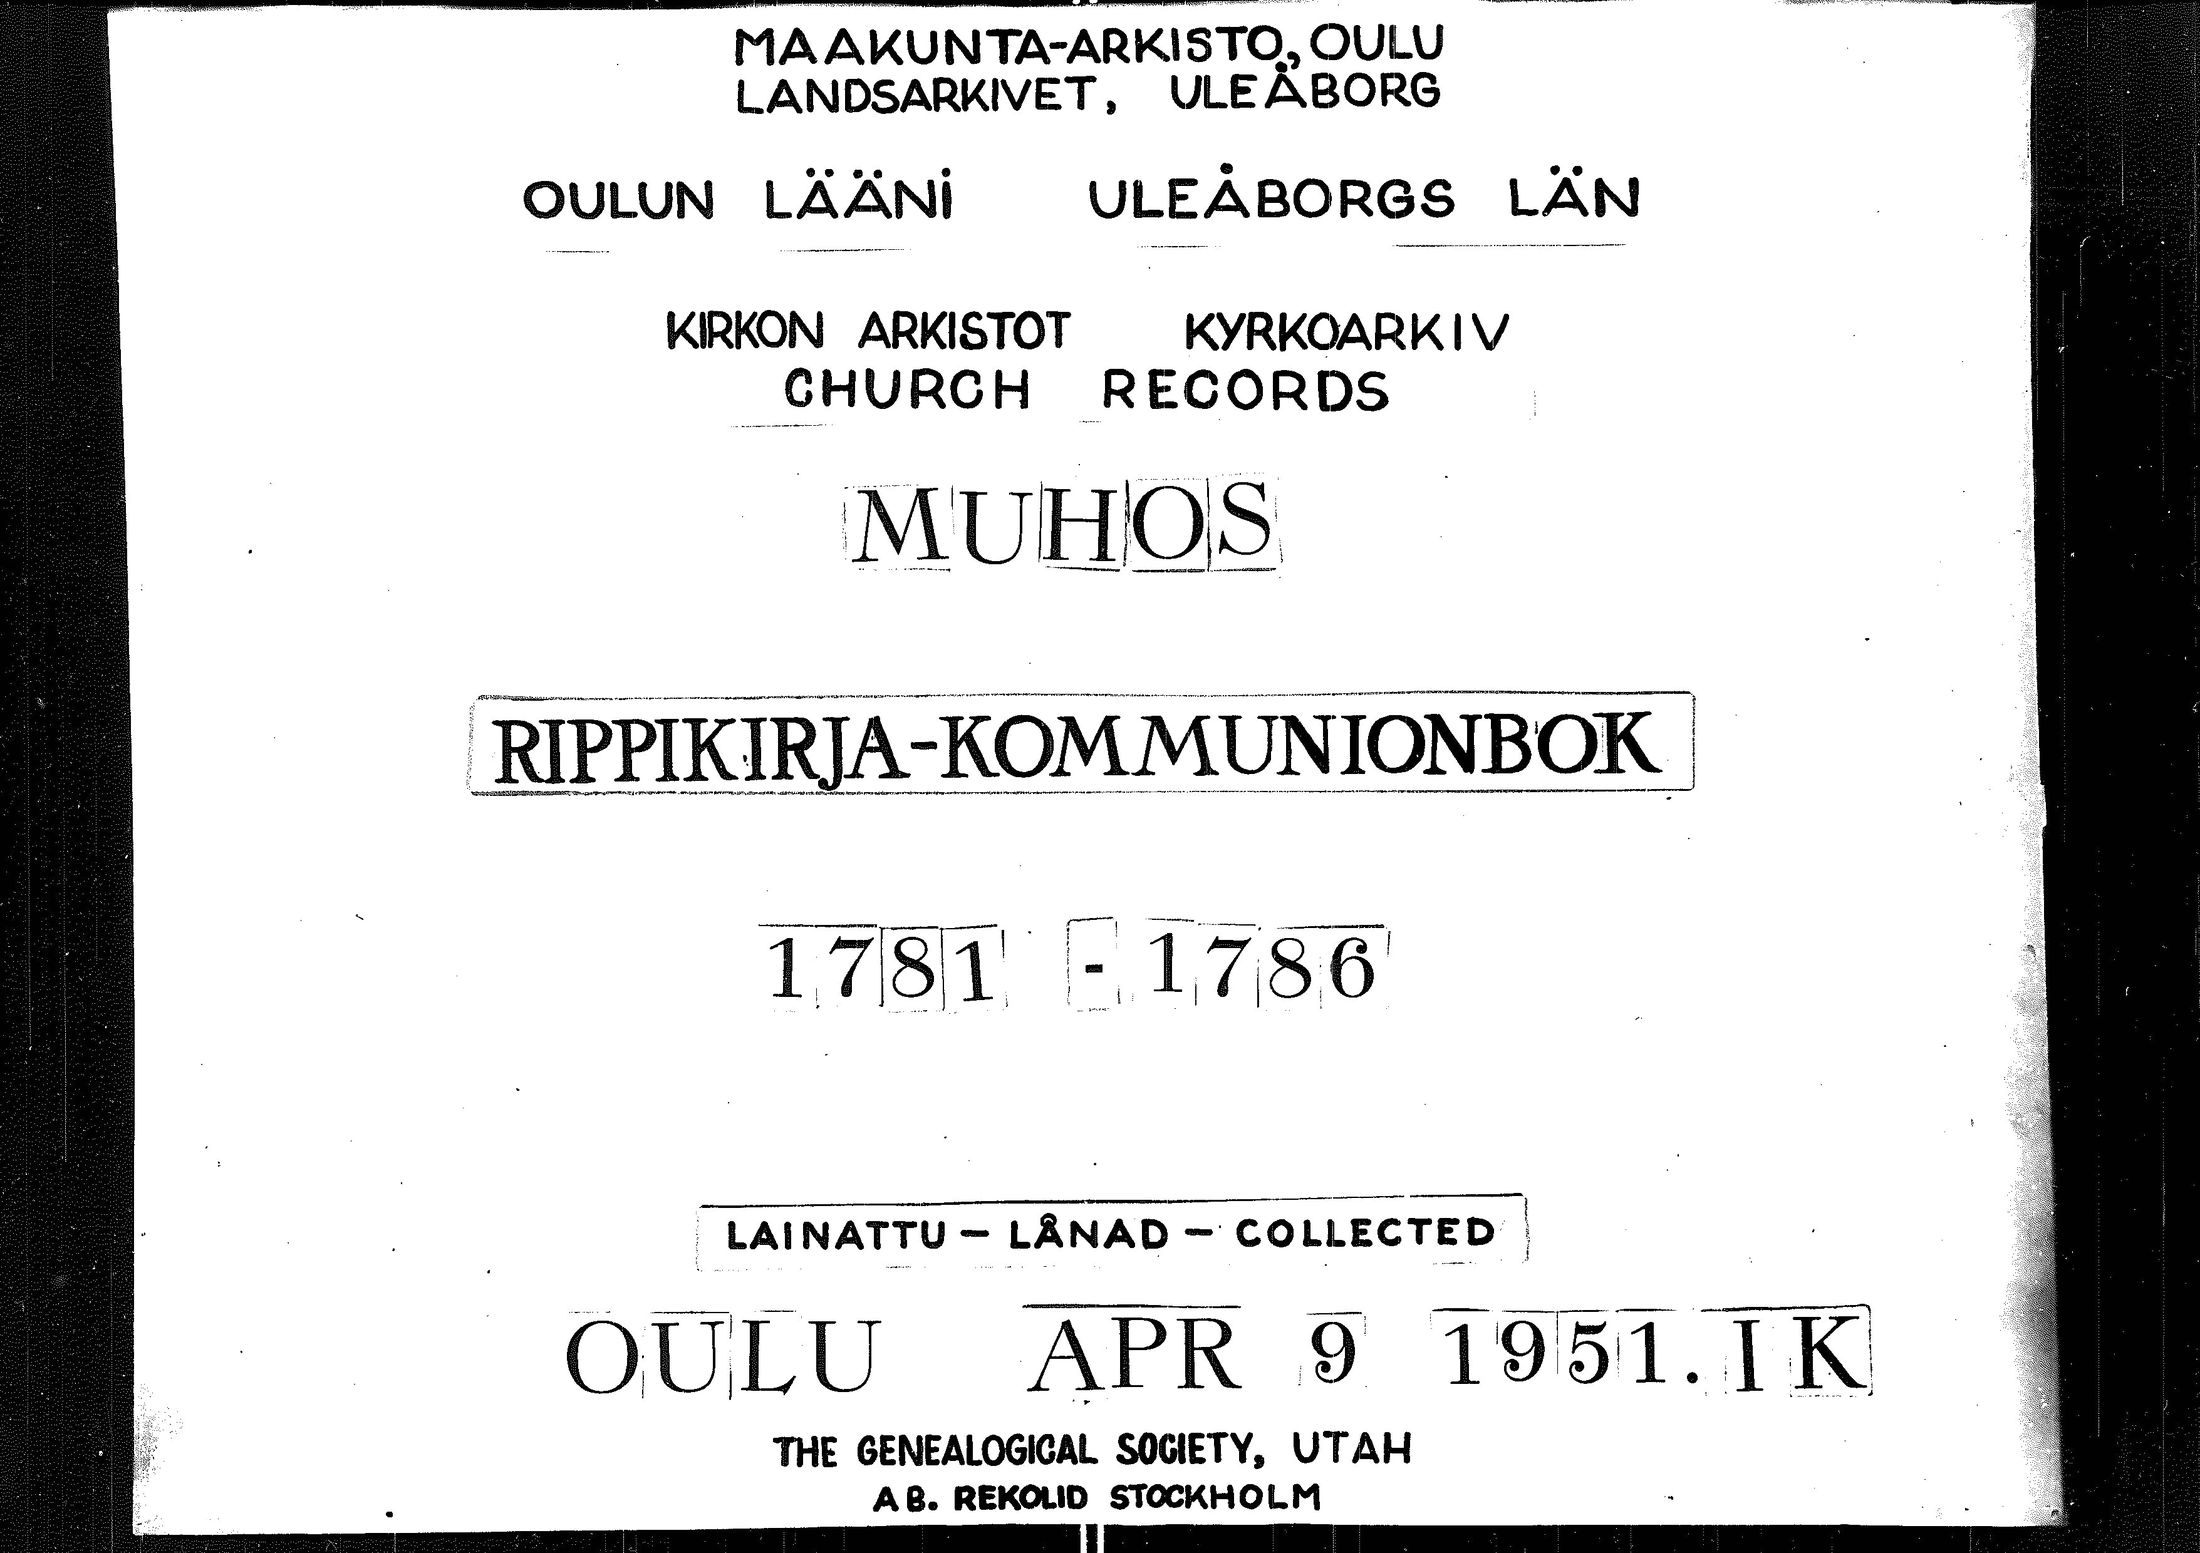 MAAKUNTA-ARKISTO, OULU
LANDSARKIVET, ULEÅBORG
OULUN LÄÄNI ULEÅBORGS LÄN
KIRKON ARKISTOT KYRKOARKIV
CHURCH RECORDS
MUHOS
RIPPIKIRJA-KOMMUNIONBOK
1781 - 1786
LAINATTU - LÅNAD - COLLECTED
OULU APR 9 1951. IK
THE GENEALOGICAL SOCIETY, UTAH
AB. REKOLID STOCKHOLM